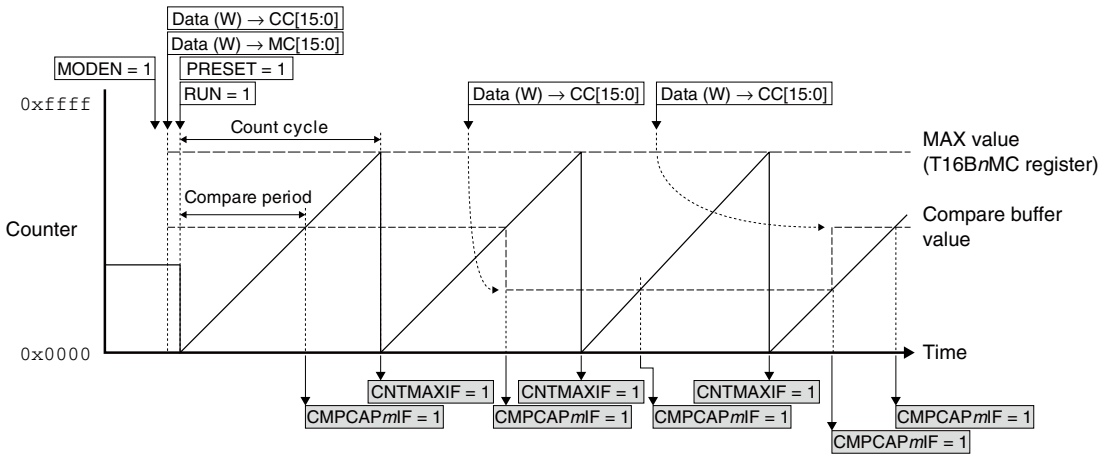 Data (W) → CC[15:0]
Data (W) → MC[15:0]
MODEN = 1
PRESET = 1
RUN = 1
Data (W) → CC[15:0]
Data (W) → CC[15:0]
0xffff
Count cycle
MAX value
(T16BnMC register)
Compare period
Counter
Compare buffer
value
0x0000
Time
CNTMAXIF = 1
CNTMAXIF = 1
CNTMAXIF = 1
CMPCAPmIF = 1
CMPCAPmIF = 1
CMPCAPmIF = 1
CMPCAPmIF = 1
CMPCAPmIF = 1